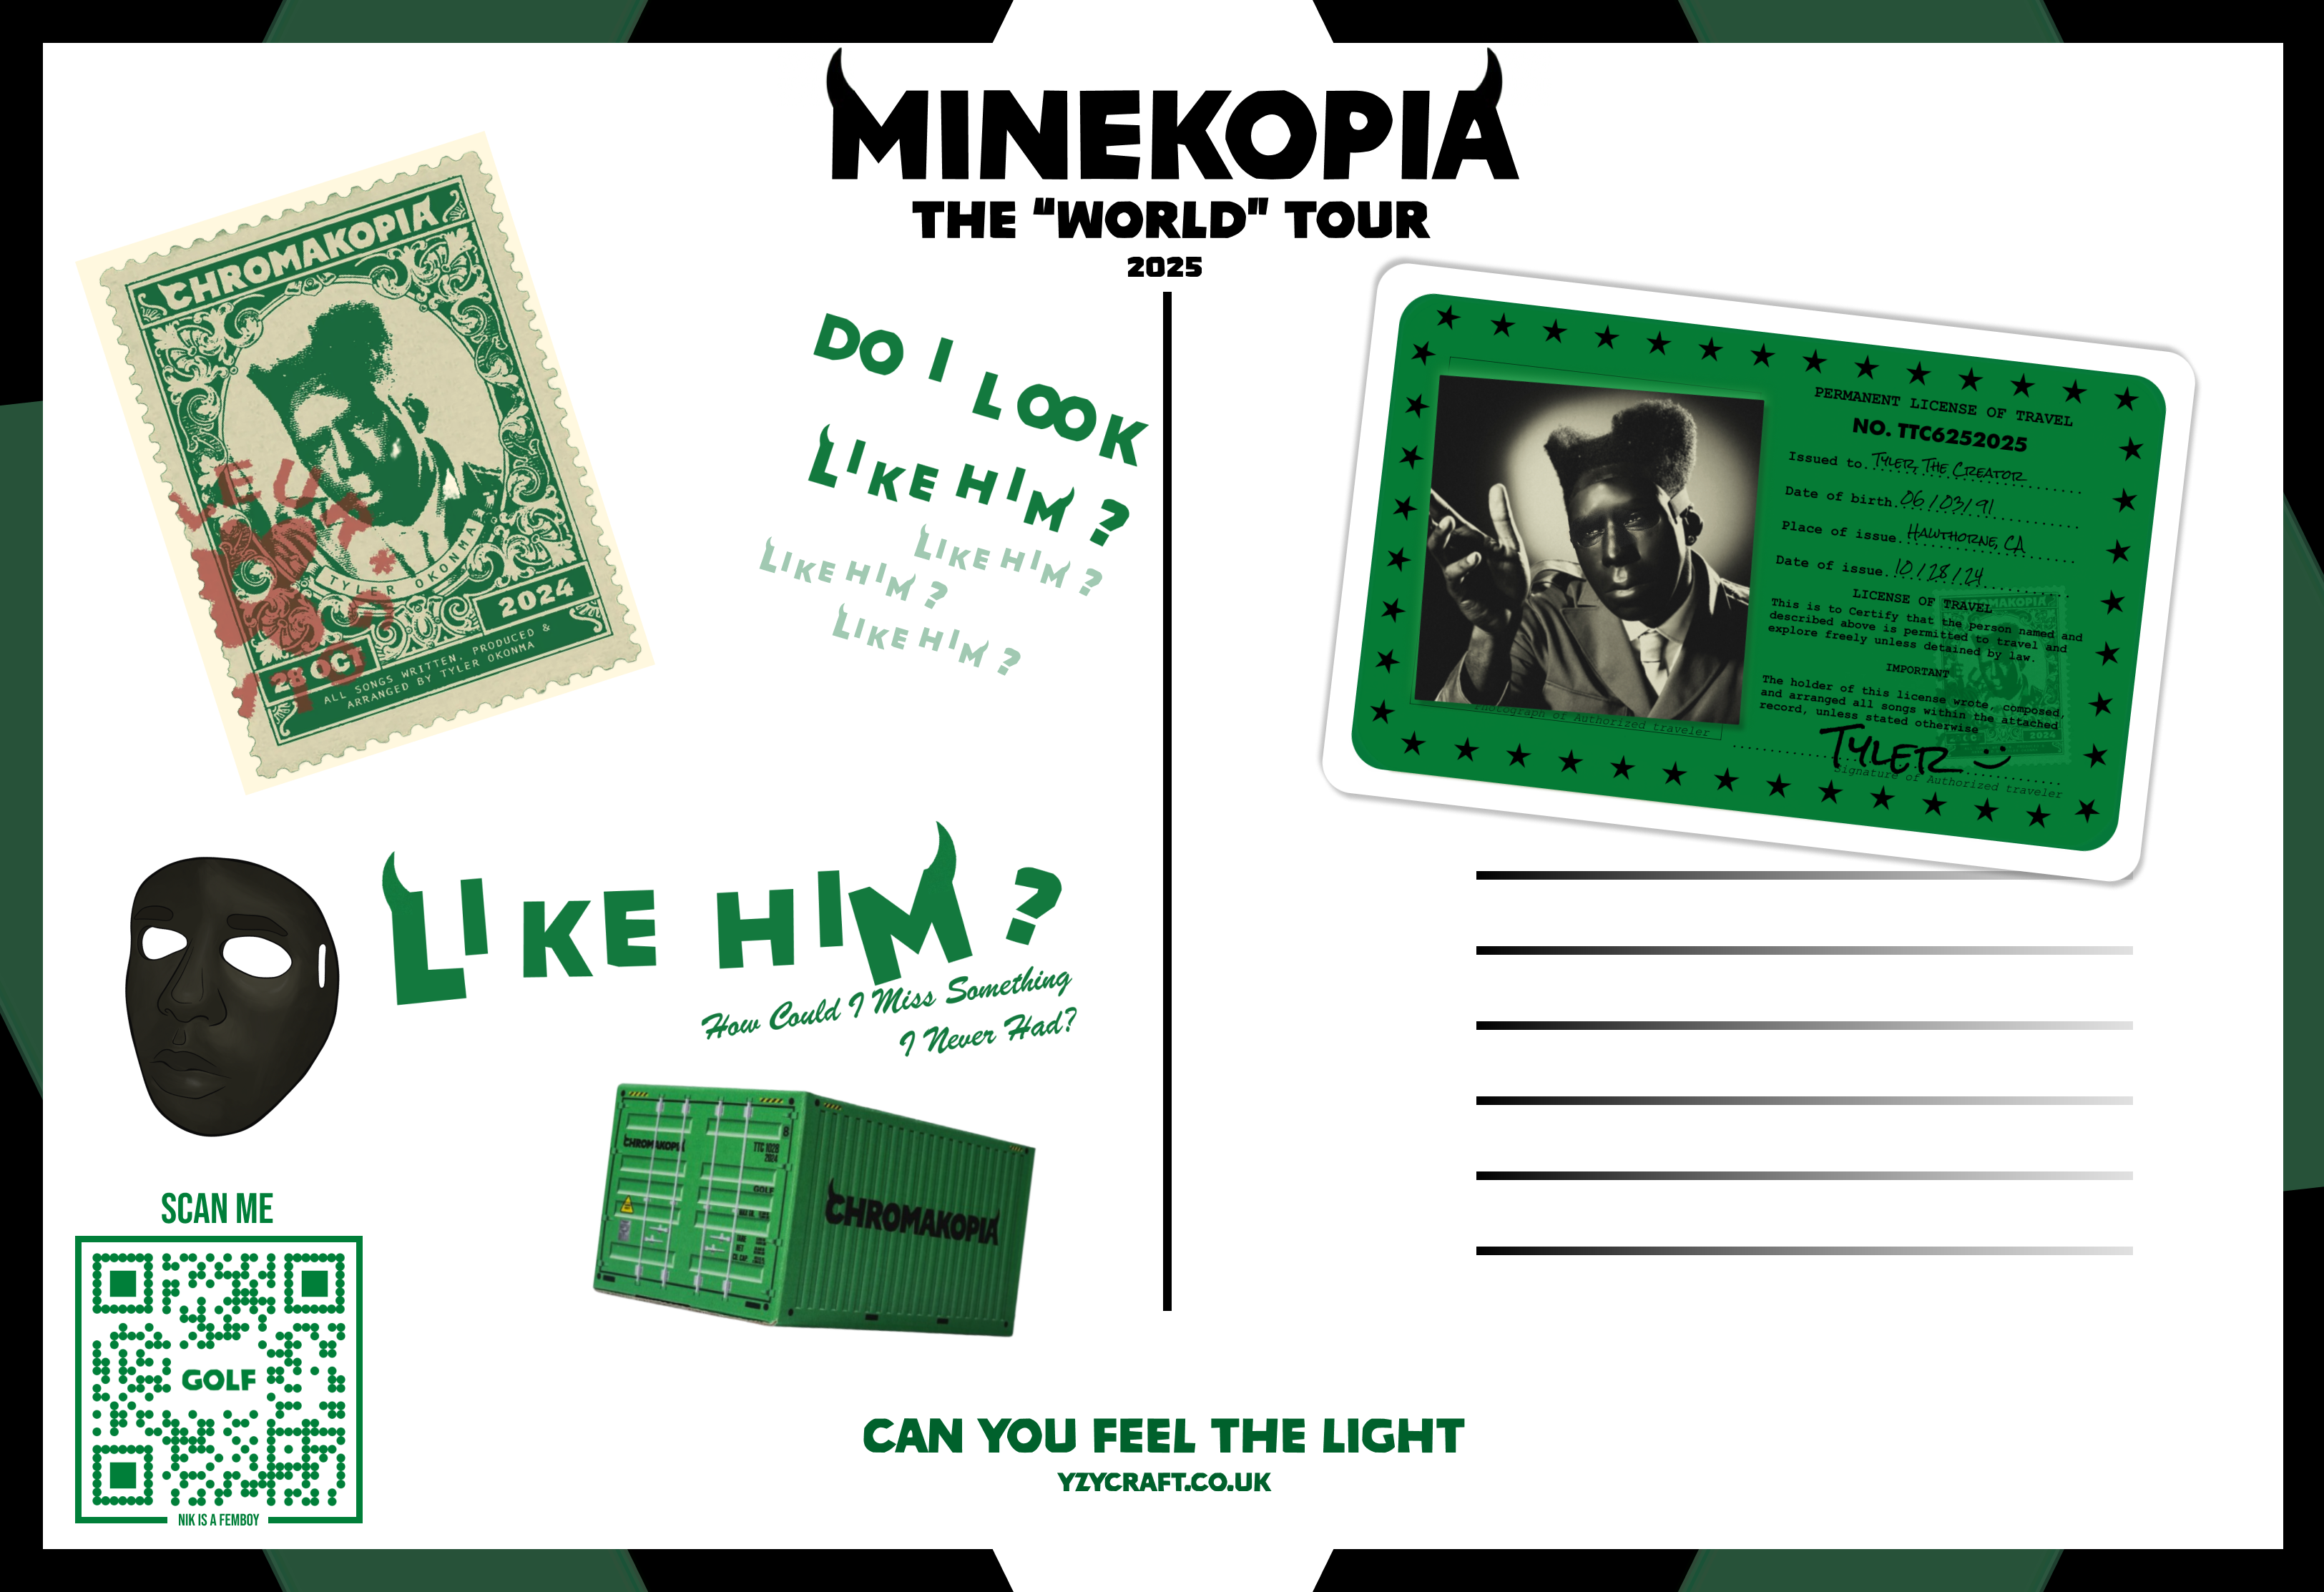 MINEKOPIA
THE "WORLD" TOUR
2025
CHROMAKOPIA
TYLER OKONMA
28 OCT
2024
ALL SONGS WRITTEN, PRODUCED &
ARRANGED BY TYLER OKONMA
DO I LOOK
LIKE HIM ?
LIKE HIM ?
LIKE HIM ?
LIKE HIM ?
LIKE HIM ?
How Could I Miss Something
I Never Had?
CHROMAKOPIA
TTC 1028
2024
GOLF
CHROMAKOPIA
SCAN ME
GOLF
NIK IS A FEMBOY
PERMANENT LICENSE OF TRAVEL
NO. TTC6252025
Issued to. TYLER, THE CREATOR
Date of birth. 06/03/91
Place of issue. HAWTHORNE, CA
Date of issue. 10/28/24
LICENSE OF TRAVEL
This is to Certify that the person named and
described above is permitted to travel and
explore freely unless detained by law.
IMPORTANT
The holder of this license wrote, composed,
and arranged all songs within the attached
record, unless stated otherwise
TYLER
Signature of Authorized traveler
Photograph of Authorized traveler
CHROMAKOPIA
2024
CAN YOU FEEL THE LIGHT
YZYCRAFT.CO.UK